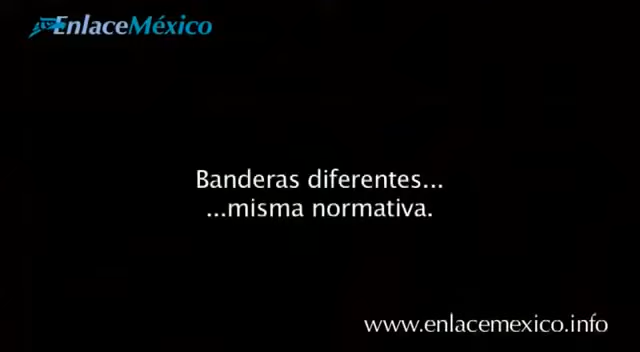 EnlaceMéxico
Banderas diferentes...
...misma normativa.
www.enlacemexico.info